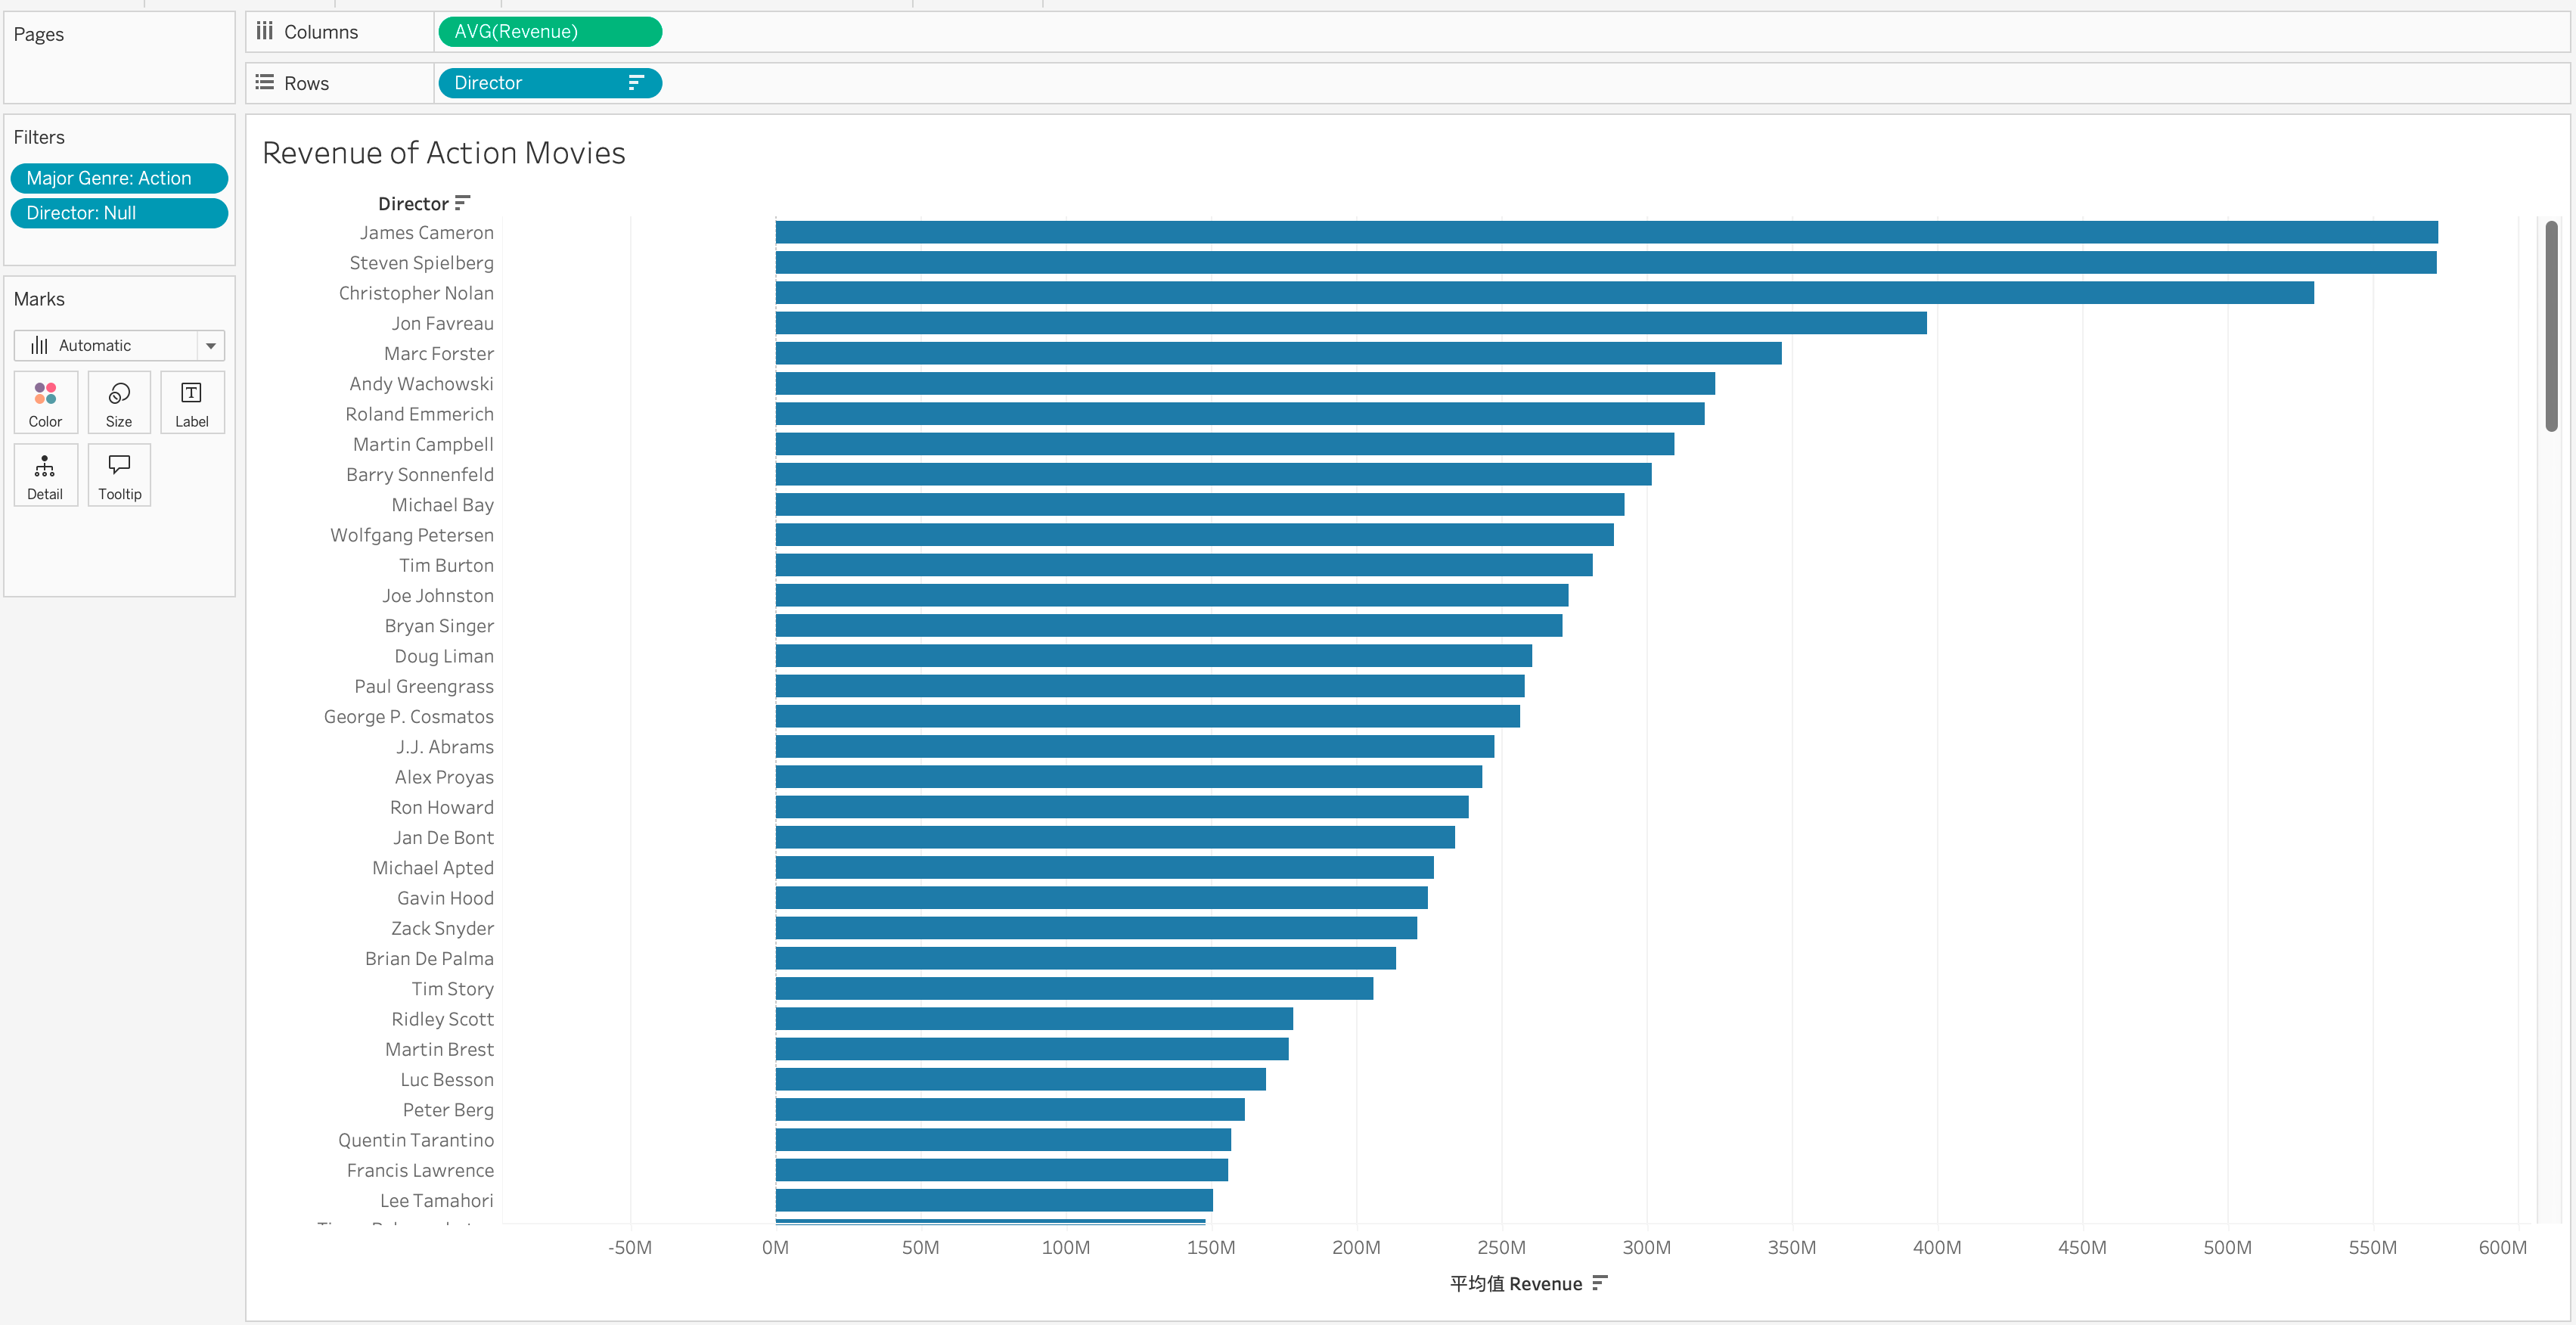 Pages
Columns
AVG(Revenue)
Rows
Director
Filters
Major Genre: Action
Director: Null
Marks
Automatic
Color
Size
Label
Detail
Tooltip
Revenue of Action Movies
Director
James Cameron
Steven Spielberg
Christopher Nolan
Jon Favreau
Marc Forster
Andy Wachowski
Roland Emmerich
Martin Campbell
Barry Sonnenfeld
Michael Bay
Wolfgang Petersen
Tim Burton
Joe Johnston
Bryan Singer
Doug Liman
Paul Greengrass
George P. Cosmatos
J.J. Abrams
Alex Proyas
Ron Howard
Jan De Bont
Michael Apted
Gavin Hood
Zack Snyder
Brian De Palma
Tim Story
Ridley Scott
Martin Brest
Luc Besson
Peter Berg
Quentin Tarantino
Francis Lawrence
Lee Tamahori
-50M 0M 50M 100M 150M 200M 250M 300M 350M 400M 450M 500M 550M 600M
平均值 Revenue